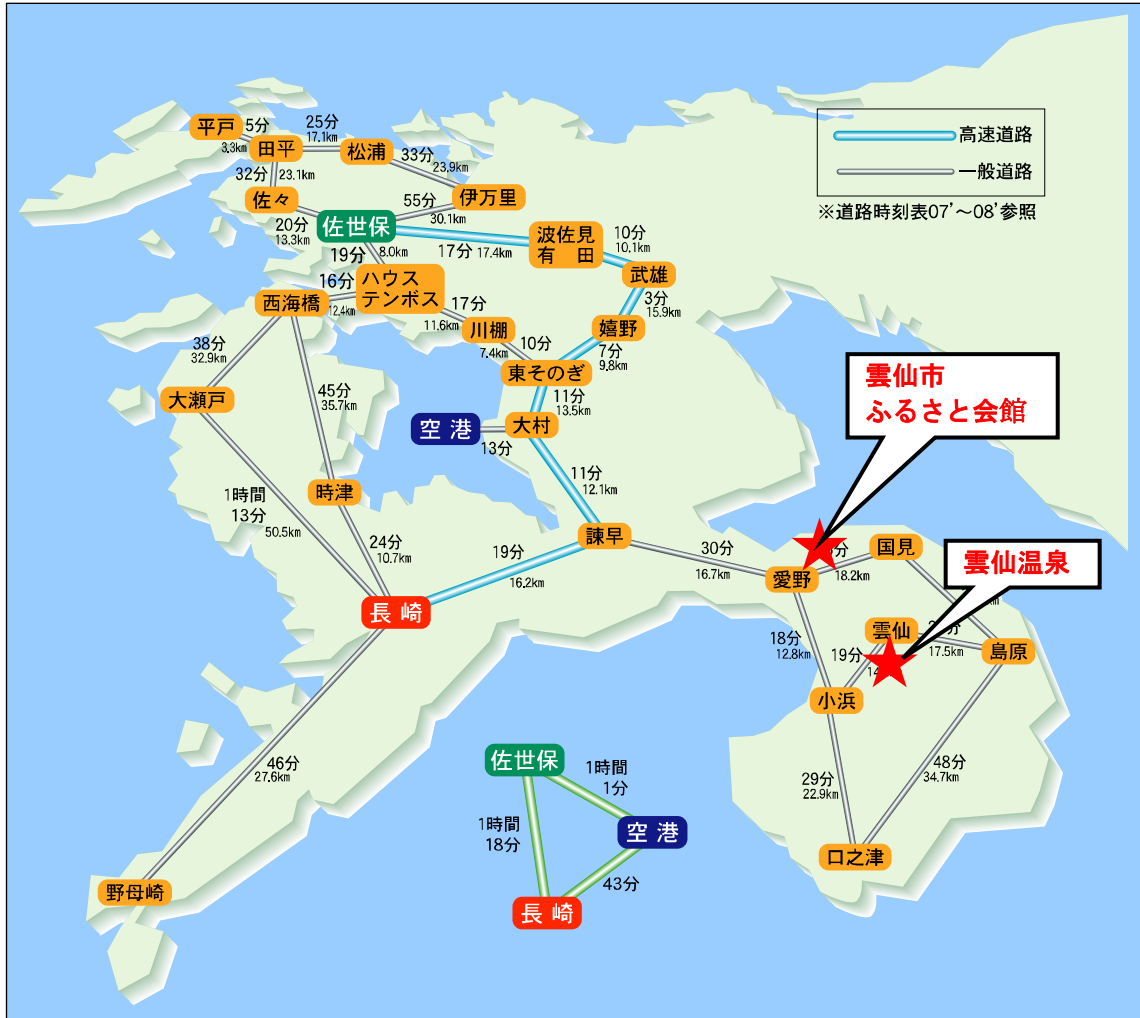 平戸
5分
3.3km
田平
25分
17.1km
松浦
33分
23.9km
伊万里
32分
23.1km
佐々
20分
13.3km
佐世保
55分
30.1km
17分 17.4km
波佐見
有 田
10分
10.1km
武雄
3分
15.9km
嬉野
7分
9.8km
東そのぎ
19分
8.0km
ハウス
テンボス
16分
12.4km
西海橋
17分
11.6km
川棚
10分
7.4km
38分
32.9km
大瀬戸
45分
35.7km
時津
1時間
13分
50.5km
24分
10.7km
長崎
11分
13.5km
大村
空港
13分
11分
12.1km
諫早
19分
16.2km
30分
16.7km
愛野
18.2km
国見
雲仙
17.5km
島原
18分
12.8km
19分
小浜
29分
22.9km
48分
34.7km
口之津
46分
27.6km
野母崎
高速道路
一般道路
※道路時刻表07’～08’参照
雲仙市
ふるさと会館
雲仙温泉
佐世保
1時間
1分
空港
1時間
18分
43分
長崎